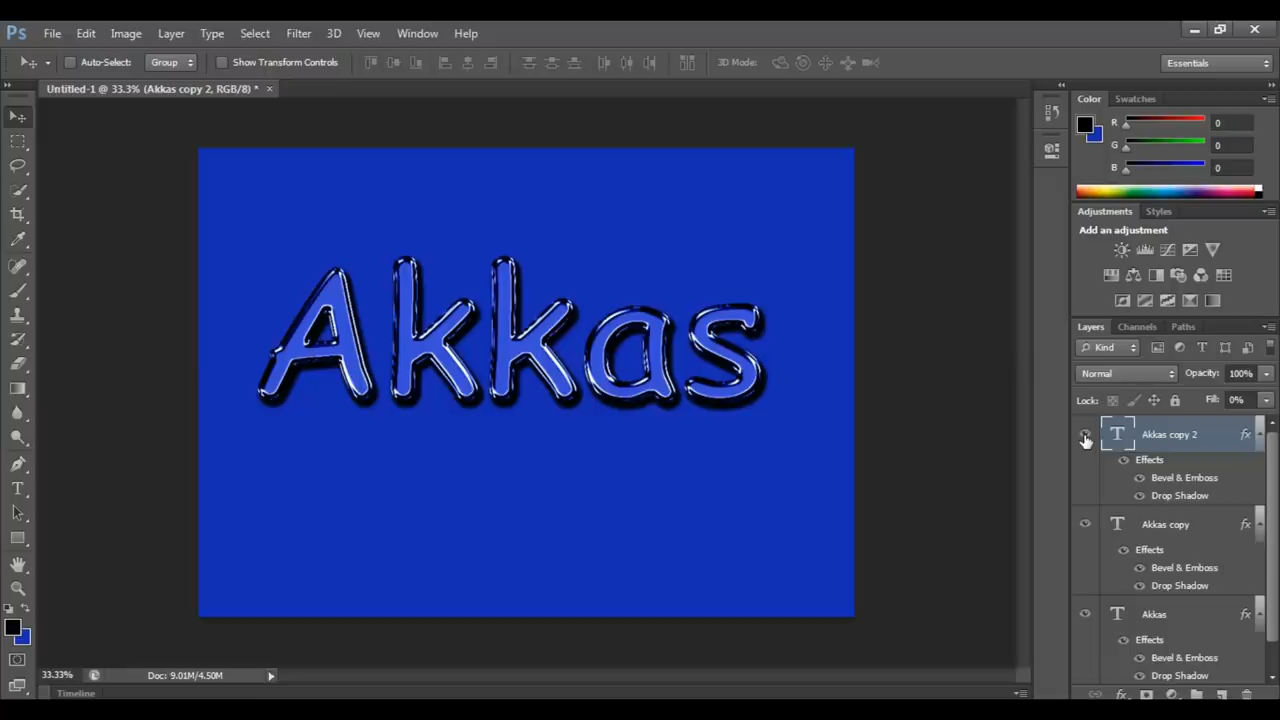 Ps File Edit Image Layer Type Select Filter 3D View Window Help
Auto-Select: Group Show Transform Controls 3D Mode: Essentials
Untitled-1 @ 33.3% (Akkas copy 2, RGB/8) * ×
Color Swatches
R 0
G 0
B 0
Adjustments Styles
Add an adjustment
Akkas
Layers Channels Paths
Kind
Normal Opacity: 100%
Lock: Fill: 0%
T Akkas copy 2 fx
Effects
Bevel & Emboss
Drop Shadow
T Akkas copy fx
Effects
Bevel & Emboss
Drop Shadow
T Akkas fx
Effects
Bevel & Emboss
Drop Shadow
33.33% Doc: 9.01M/4.50M
Timeline fx